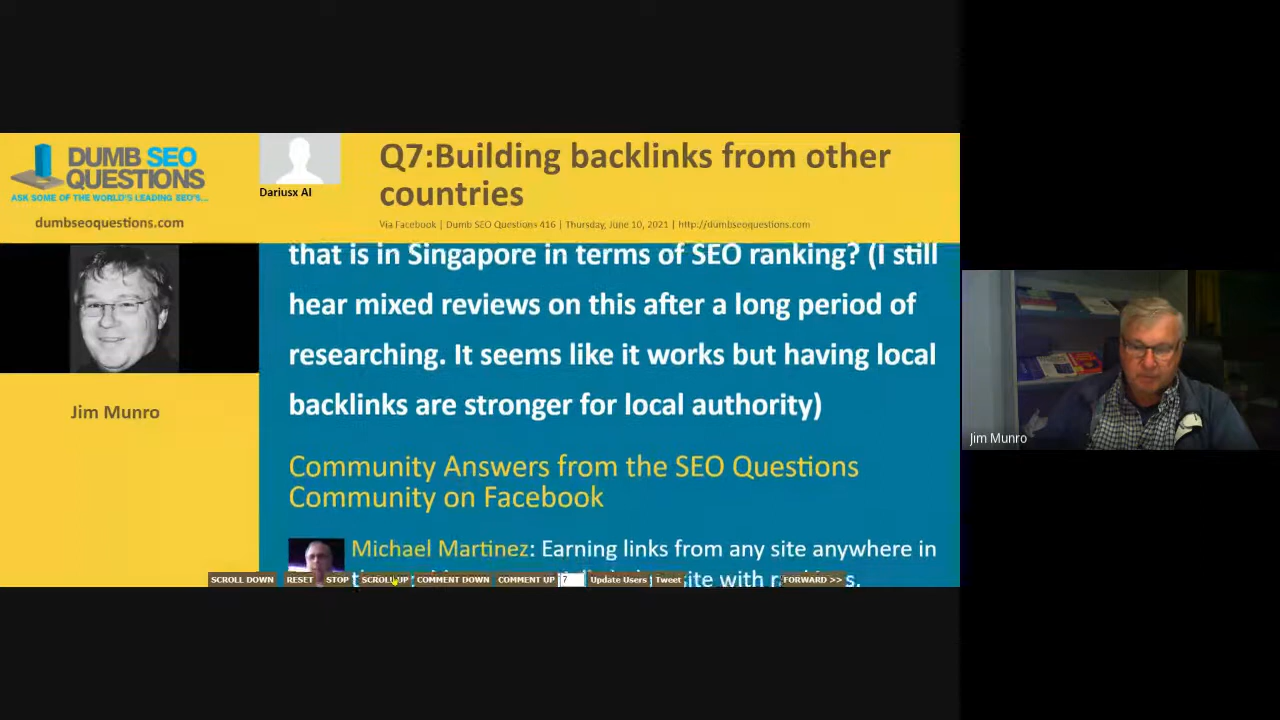 DUMB SEO
QUESTIONS
ASK SOME OF THE WORLD'S LEADING SEO'S...
dumbseoquestions.com
Dariusx AI
Q7:Building backlinks from other
countries
Via Facebook | Dumb SEO Questions 416 | Thursday, June 10, 2021 | http://dumbseoquestions.com
Jim Munro
that is in Singapore in terms of SEO ranking? (I still
hear mixed reviews on this after a long period of
researching. It seems like it works but having local
backlinks are stronger for local authority)
Community Answers from the SEO Questions
Community on Facebook
Michael Martinez: Earning links from any site anywhere in
site with
SCROLL DOWN RESET STOP SCROLL UP COMMENT DOWN COMMENT UP 7 Update Users Tweet FORWARD >>
Jim Munro